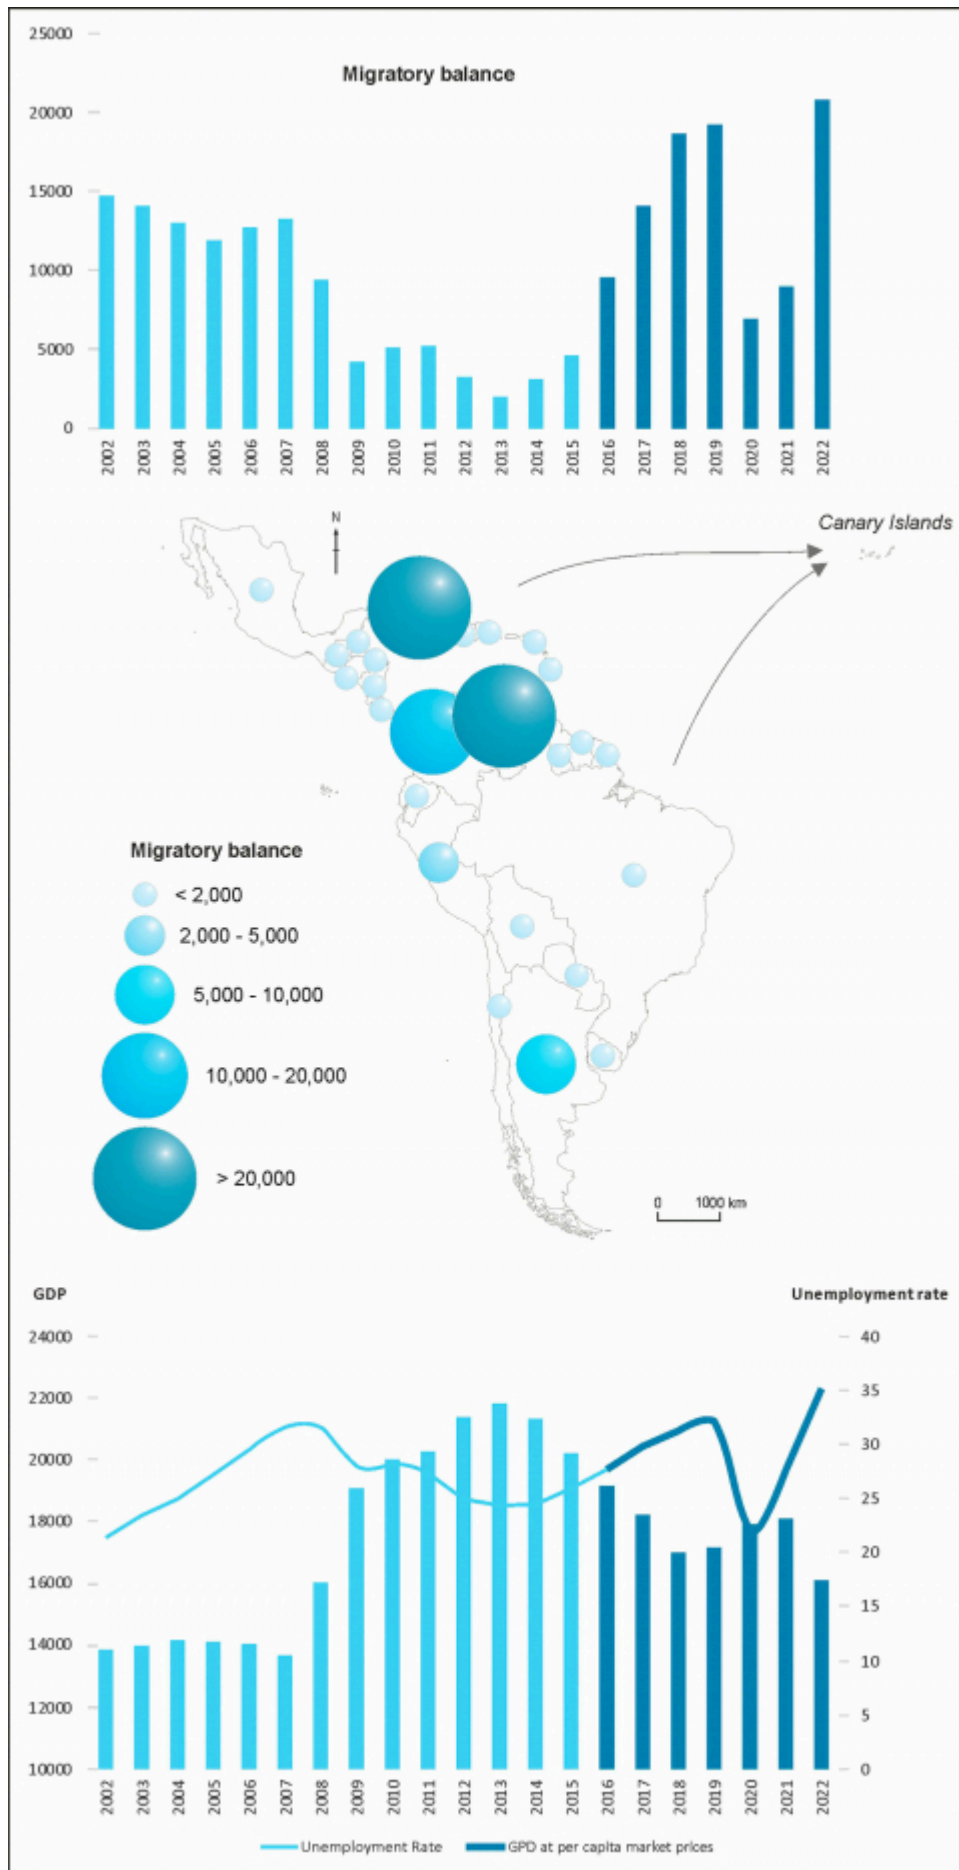 25000
Migratory balance
20000
15000
10000
5000
0
2002 2003 2004 2005 2006 2007 2008 2009 2010 2011 2012 2013 2014 2015 2016 2017 2018 2019 2020 2021 2022
N
Canary Islands
Migratory balance
< 2,000
2,000 - 5,000
5,000 - 10,000
10,000 - 20,000
> 20,000
0 1000 km
GDP Unemployment rate
24000 40
22000 35
20000 30
18000 25
16000 20
14000 15
12000 10
10000 5
0
2002 2003 2004 2005 2006 2007 2008 2009 2010 2011 2012 2013 2014 2015 2016 2017 2018 2019 2020 2021 2022
Unemployment Rate GPD at per capita market prices